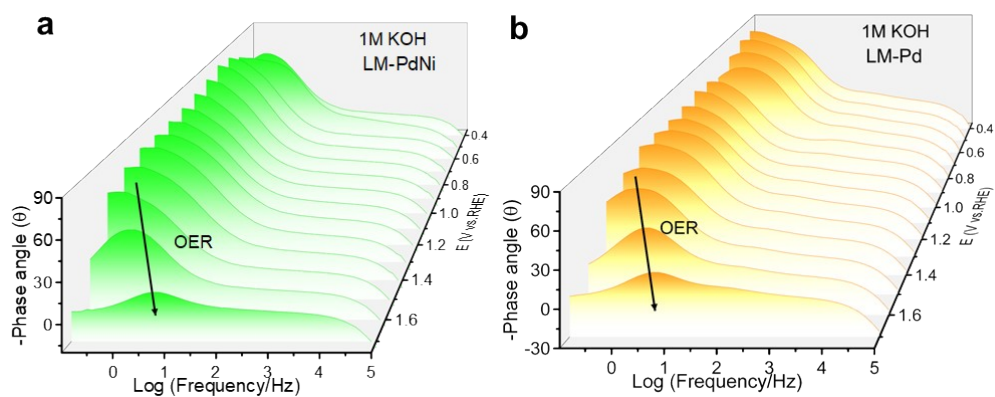 a
1M KOH
LM-PdNi
90
60
30
0
-Phase angle (θ)
OER
0
1
2
3
4
5
Log (Frequency/Hz)
0.4
0.6
0.8
1.0
1.2
1.4
1.6
E (V vs.RHE)
b
1M KOH
LM-Pd
90
60
30
0
-30
-Phase angle (θ)
OER
0
1
2
3
4
5
Log (Frequency/Hz)
0.4
0.6
0.8
1.0
1.2
1.4
1.6
E (V vs.RHE)